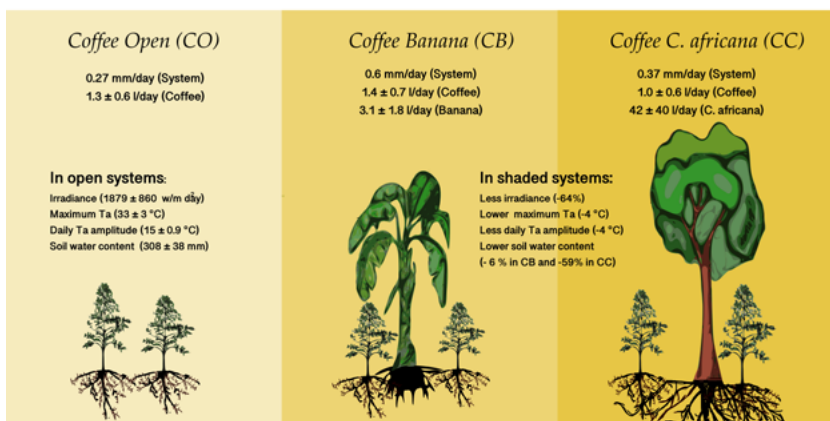 Coffee Open (CO)
0.27 mm/day (System)
1.3 ± 0.6 l/day (Coffee)
In open systems:
Irradiance (1879 ± 860 w/m day)
Maximum Ta (33 ± 3 °C)
Daily Ta amplitude (15 ± 0.9 °C)
Soil water content (308 ± 38 mm)
Coffee Banana (CB)
0.6 mm/day (System)
1.4 ± 0.7 l/day (Coffee)
3.1 ± 1.8 l/day (Banana)
Coffee C. africana (CC)
0.37 mm/day (System)
1.0 ± 0.6 l/day (Coffee)
42 ± 40 l/day (C. africana)
In shaded systems:
Less irradiance (-64%)
Lower maximum Ta (-4 °C)
Less daily Ta amplitude (-4 °C)
Lower soil water content
(- 6 % in CB and -59% in CC)